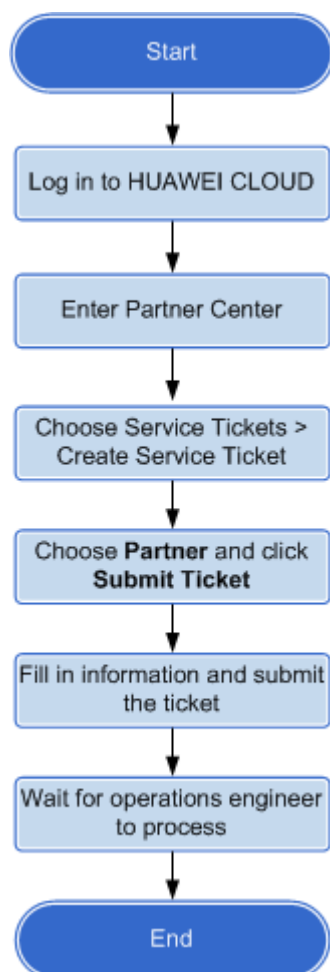 Start
Log in to HUAWEI CLOUD
Enter Partner Center
Choose Service Tickets >
Create Service Ticket
Choose Partner and click
Submit Ticket
Fill in information and submit
the ticket
Wait for operations engineer
to process
End